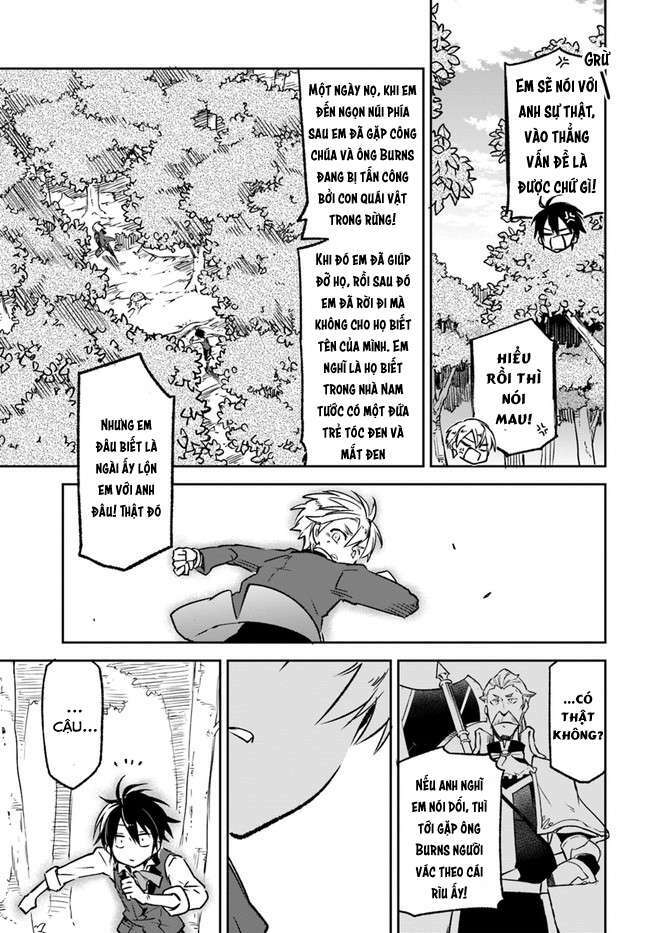 GRỪ
EM SẼ NÓI VỚI
ANH SỰ THẬT,
VÀO THẲNG
VẤN ĐỀ LÀ
ĐƯỢC CHỨ GÌ!
HIỂU
RỒI THÌ
NÓI
MAU!
MỘT NGÀY NỌ, KHI EM
ĐẾN NGỌN NÚI PHÍA
SAU EM ĐÃ GẶP CÔNG
CHÚA VÀ ÔNG BURNS
ĐANG BỊ TẤN CÔNG
BỞI CON QUÁI VẬT
TRONG RỪNG!
KHI ĐÓ EM ĐÃ GIÚP
ĐỠ HỌ, RỒI SAU ĐÓ EM
ĐÃ RỜI ĐI MÀ
KHÔNG CHO HỌ BIẾT
TÊN CỦA MÌNH. EM
NGHĨ LÀ HỌ BIẾT
TRONG NHÀ NAM
TƯỚC CÓ MỘT ĐỨA
TRẺ TÓC ĐEN VÀ
MẮT ĐEN
NHƯNG EM
ĐÂU BIẾT LÀ
NGÀI ẤY LỘN
EM VỚI ANH
ĐÂU! THẬT ĐÓ
...CÓ
THẬT
KHÔNG?
NẾU ANH NGHĨ
EM NÓI DỐI, THÌ
TỚI GẶP ÔNG
BURNS NGƯỜI
VÁC THEO CÁI
RÌU ẤY!
...
CẬU...